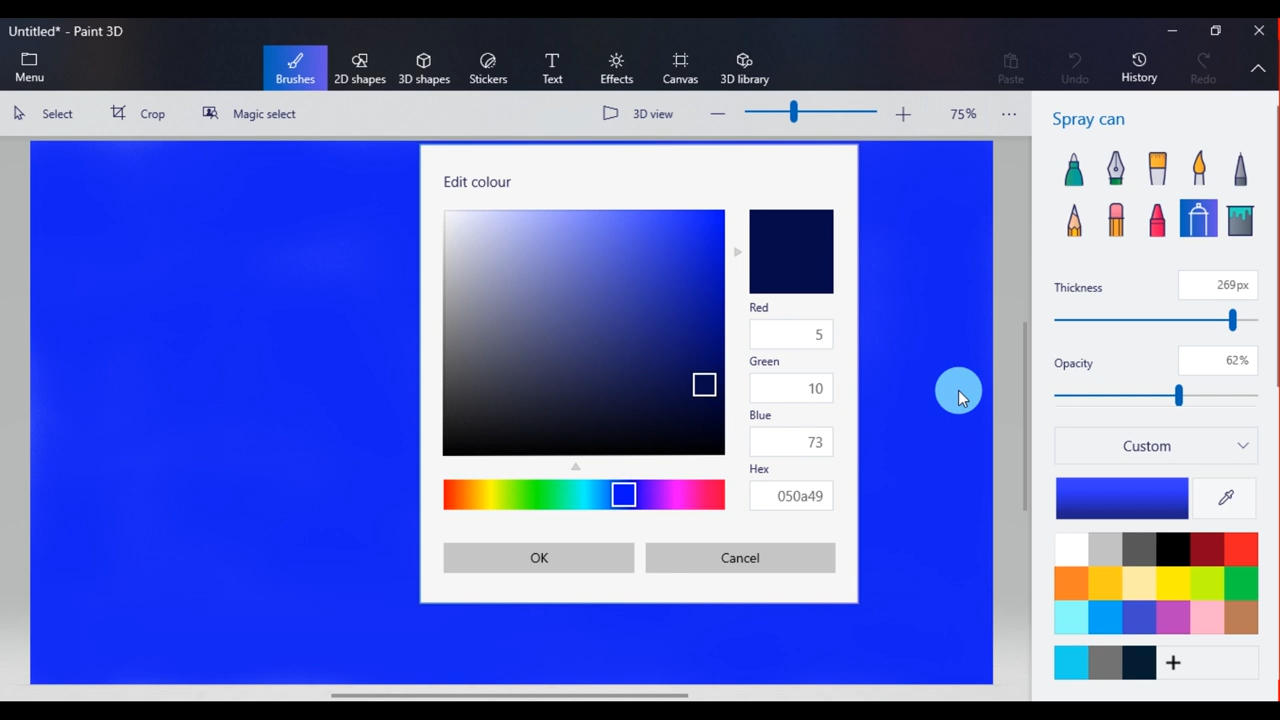 Untitled* - Paint 3D
Menu
Brushes
2D shapes
3D shapes
Stickers
Text
Effects
Canvas
3D library
Paste
Undo
History
Redo
Select
Crop
Magic select
3D view
75%
Spray can
Thickness
269px
Opacity
62%
Custom
Edit colour
Red
5
Green
10
Blue
73
Hex
050a49
OK
Cancel